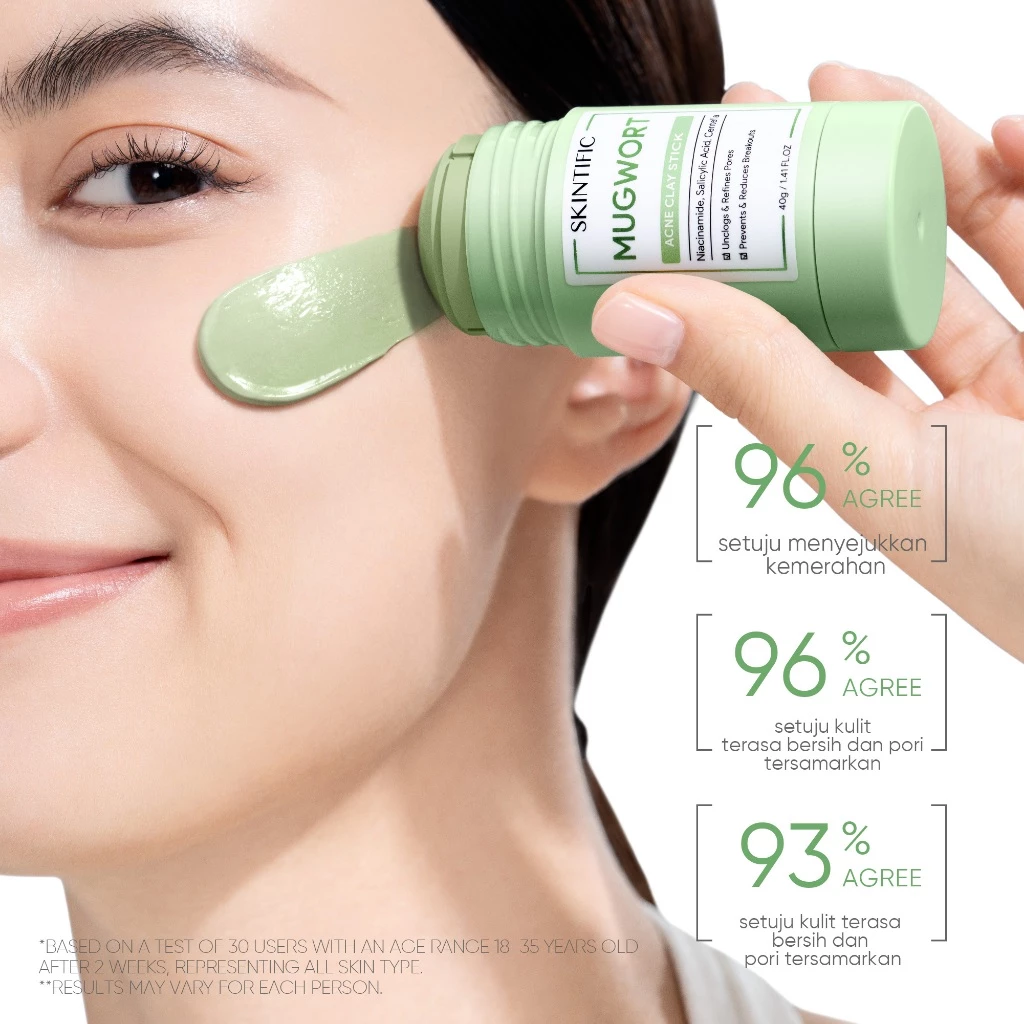 SKINTIFIC
MUGWORT
ACNE CLAY STICK
Niacinamide, Salicylic Acid,
☑ Unclogs & Refines Pores
☑ Prevents & Reduces Breakouts
40g / 1.41 FL.OZ
96 % AGREE
setuju menyejukkan
kemerahan
96 % AGREE
setuju kulit
terasa bersih dan pori
tersamarkan
93 % AGREE
setuju kulit terasa
bersih dan
pori tersamarkan
*BASED ON A TEST OF 30 USERS WITH AN AGE RANGE 18 35 YEARS OLD
AFTER 2 WEEKS, REPRESENTING ALL SKIN TYPE.
**RESULTS MAY VARY FOR EACH PERSON.